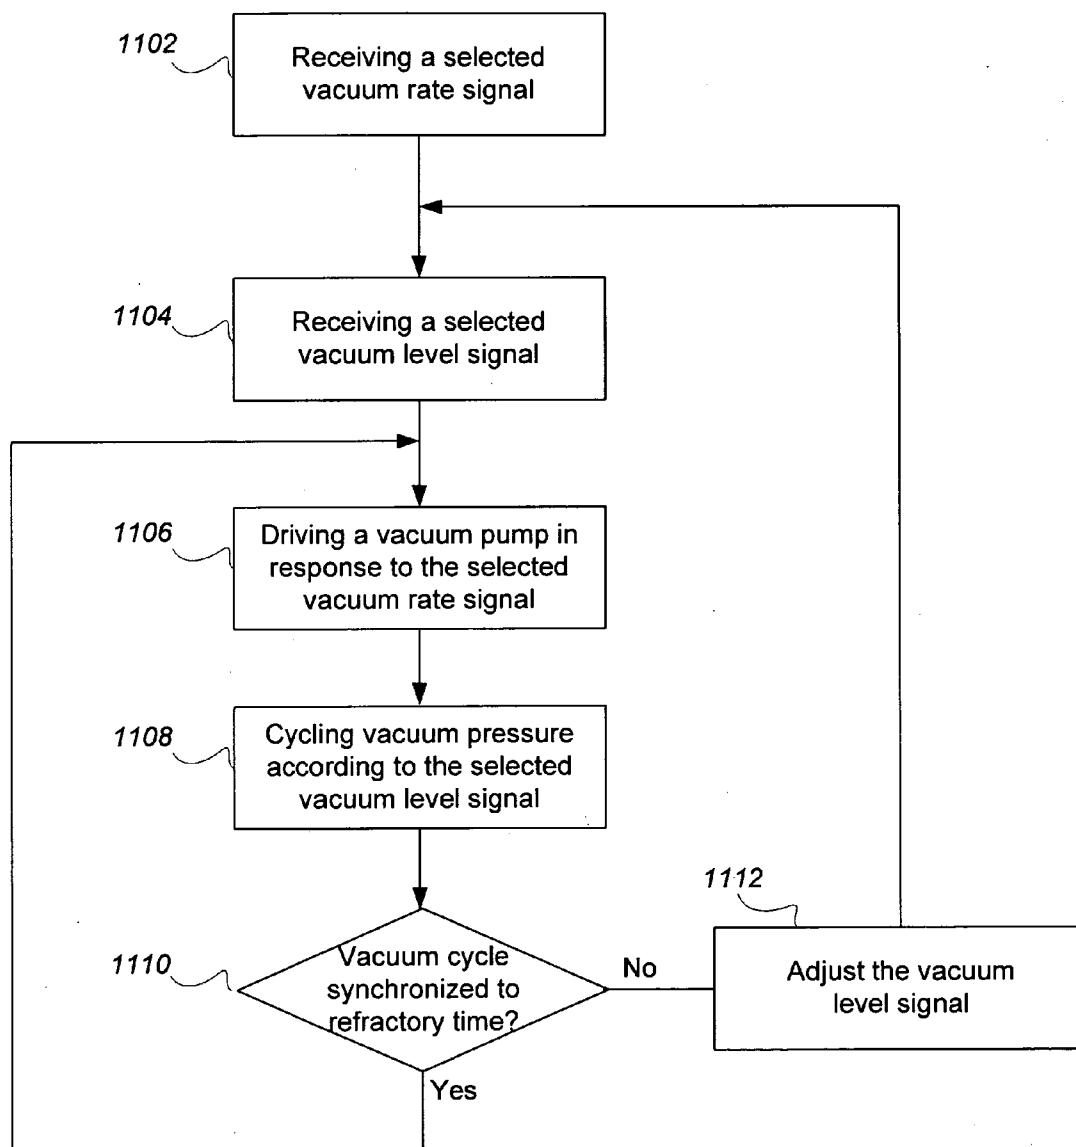 1102
Receiving a selected
vacuum rate signal
1104
Receiving a selected
vacuum level signal
1106
Driving a vacuum pump in
response to the selected
vacuum rate signal
1108
Cycling vacuum pressure
according to the selected
vacuum level signal
1110
Vacuum cycle
synchronized to
refractory time?
No
1112
Adjust the vacuum
level signal
Yes